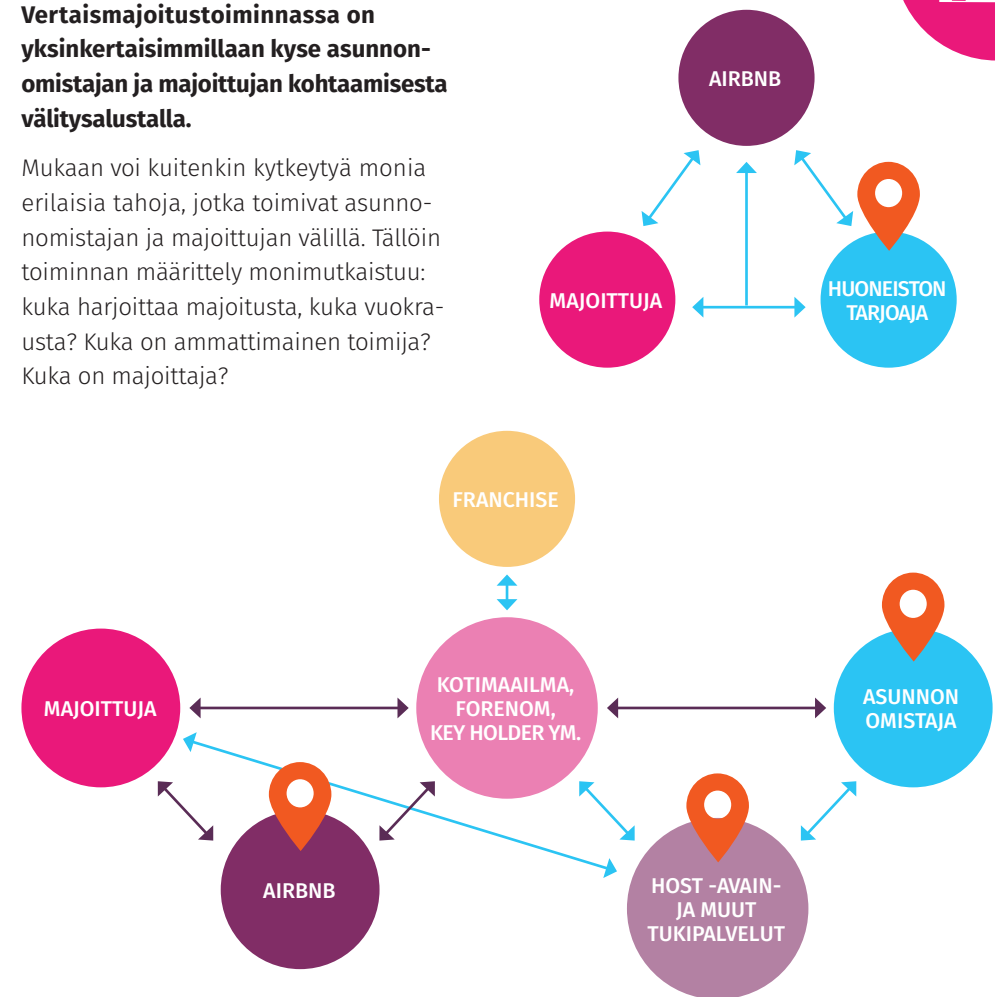 Vertaismajoitustoiminnassa on
yksinkertaisimmillaan kyse asunnon-
omistajan ja majoittujan kohtaamisesta
välitysalustalla.
Mukaan voi kuitenkin kytkeytyä monia
erilaisia tahoja, jotka toimivat asunno-
nomistajan ja majoittujan välillä. Tällöin
toiminnan määrittely monimutkaistuu:
kuka harjoittaa majoitusta, kuka vuokra-
usta? Kuka on ammattimainen toimija?
Kuka on majoittaja?
AIRBNB
MAJOITTUJA
HUONEISTON
TARJOAJA
FRANCHISE
MAJOITTUJA
KOTIMAAILMA,
FORENOM,
KEY HOLDER YM.
ASUNNON
OMISTAJA
AIRBNB
HOST -AVAIN-
JA MUUT
TUKIPALVELUT